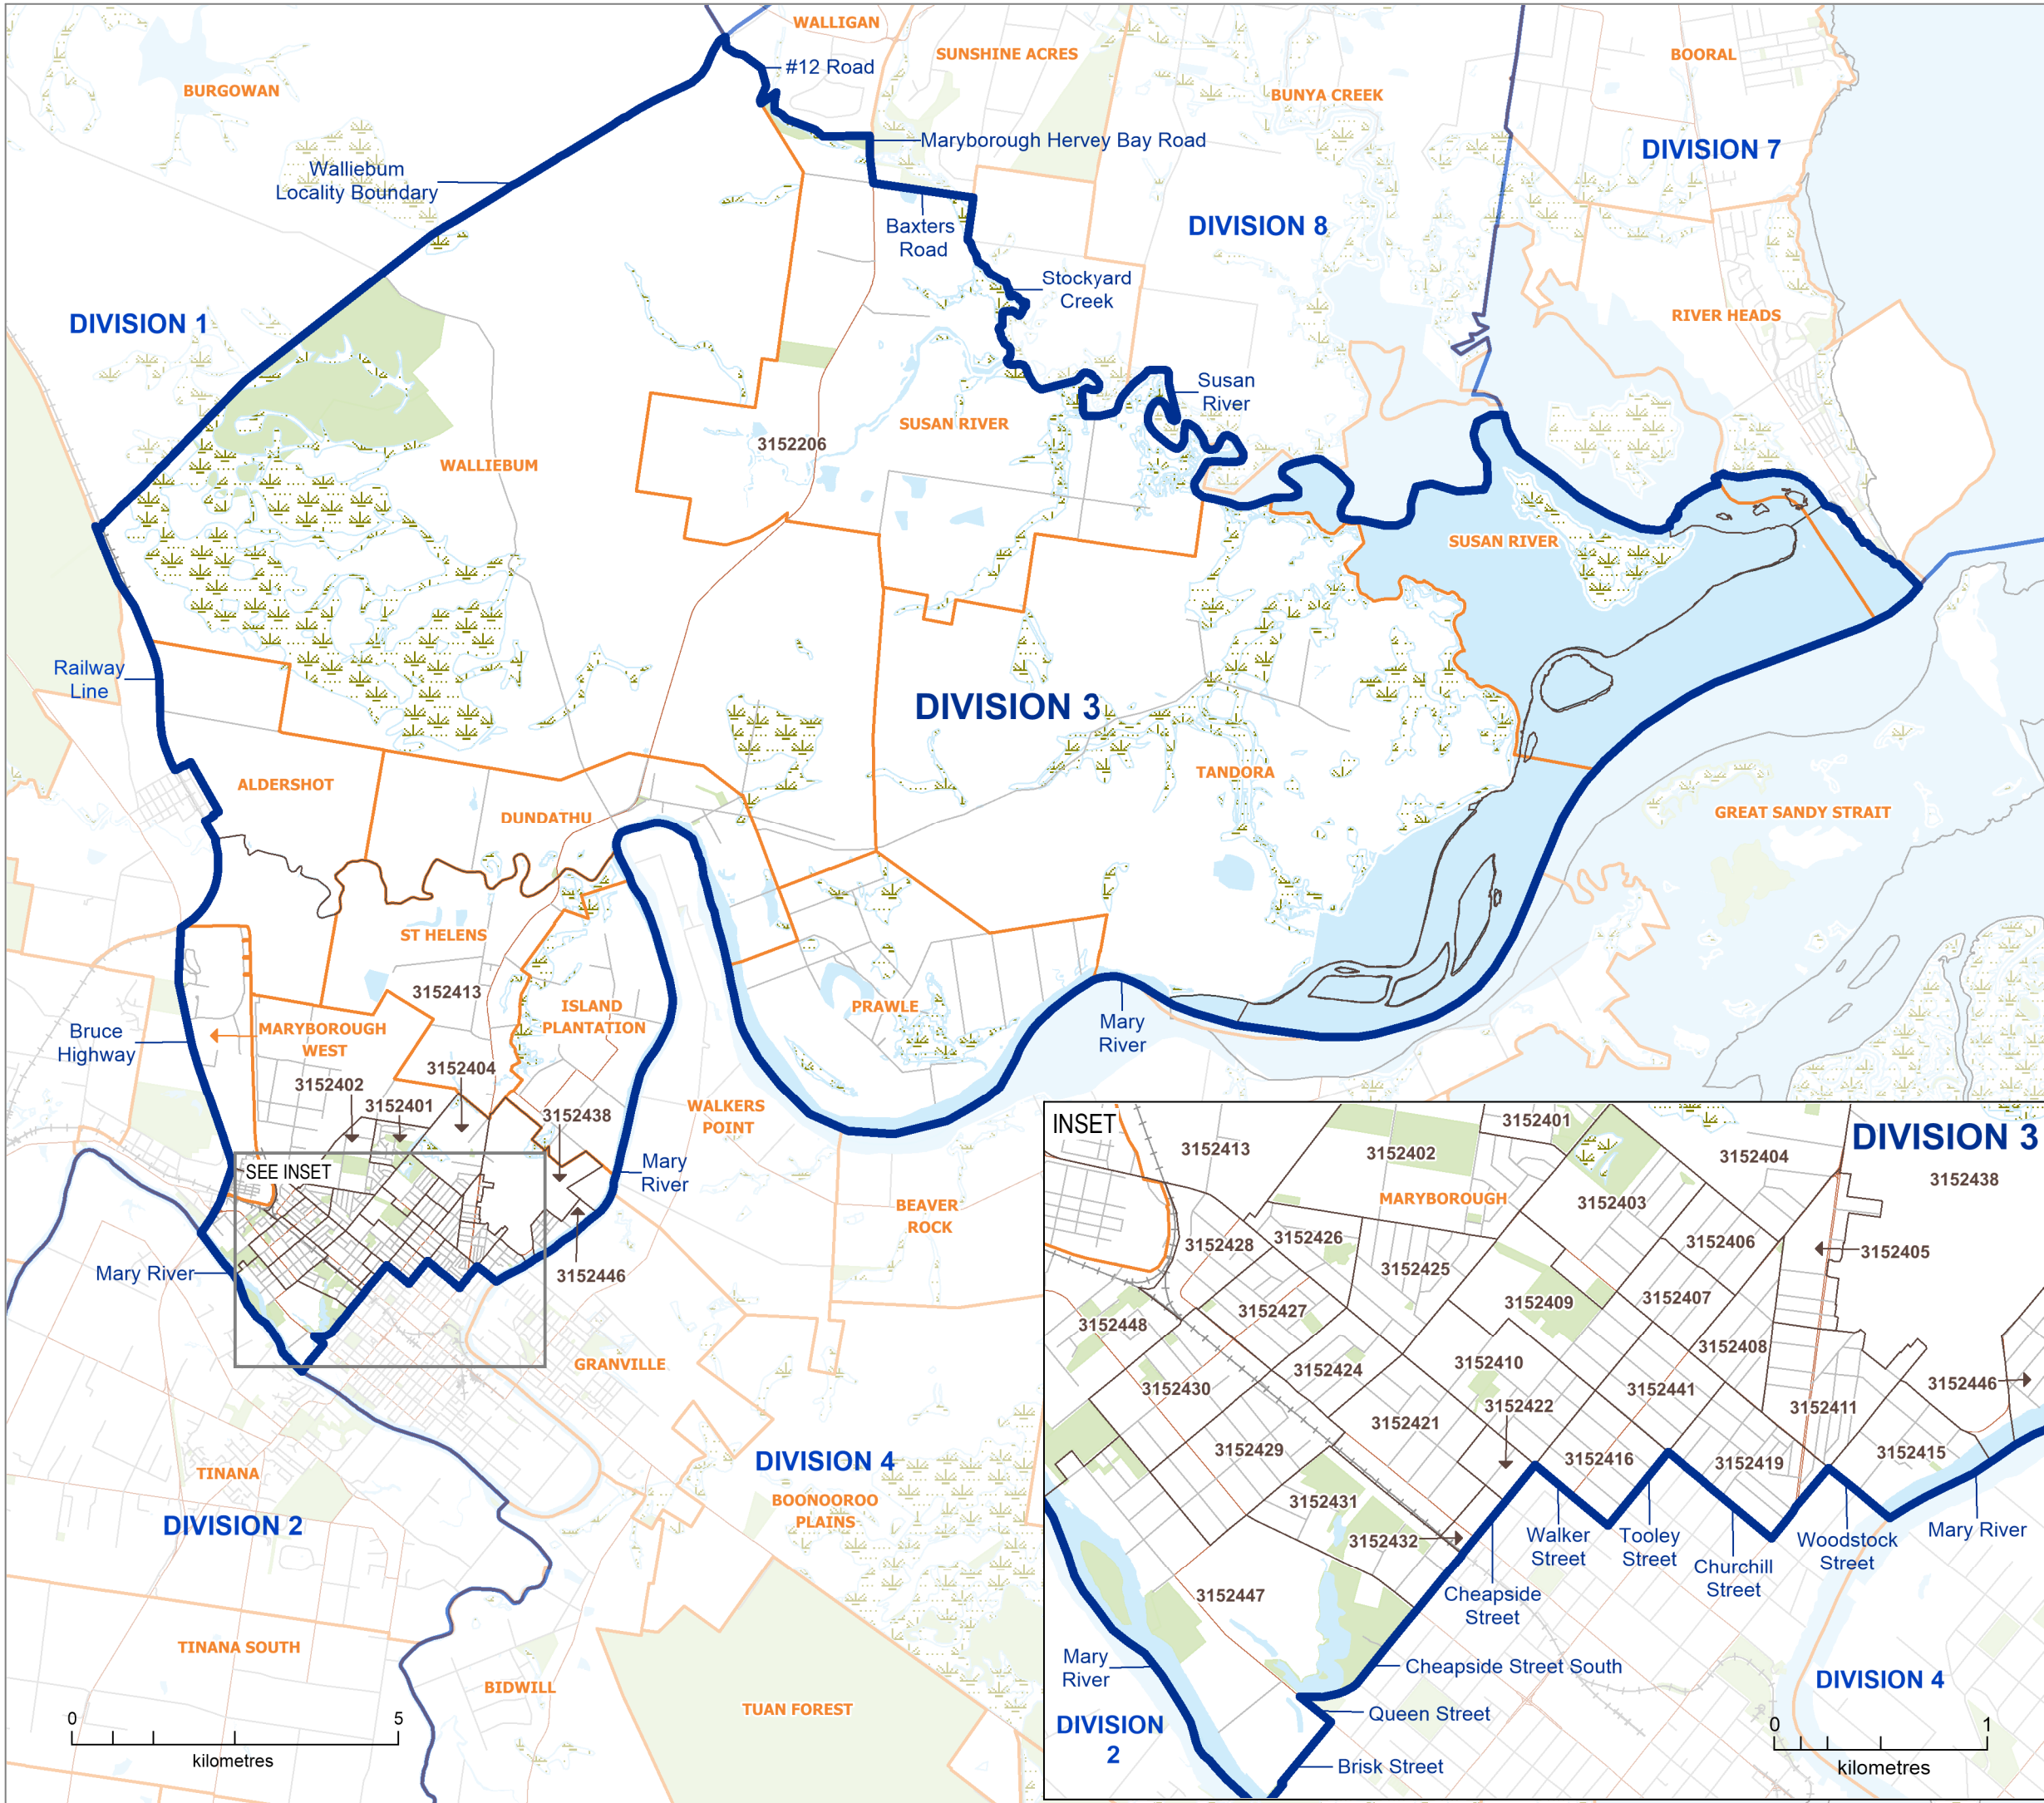 WALLIGAN
SUNSHINE ACRES
BOORAL
#12 Road
BURGOWAN
BUNYA CREEK
Maryborough Hervey Bay Road
DIVISION 7
Walliebum
Locality Boundary
Baxters
Road
DIVISION 8
Stockyard
Creek
DIVISION 1
RIVER HEADS
Susan
River
SUSAN RIVER
3152206
WALLIEBUM
SUSAN RIVER
Railway
Line
DIVISION 3
TANDORA
ALDERSHOT
DUNDATHU
GREAT SANDY STRAIT
ST HELENS
3152413
ISLAND
PLANTATION
PRAWLE
Mary
River
Bruce
Highway
MARYBOROUGH
WEST
3152404
3152402
3152401
3152438
WALKERS
POINT
SEE INSET
Mary
River
BEAVER
ROCK
Mary River
3152446
GRANVILLE
DIVISION 4
TINANA
BOONOOROO
PLAINS
DIVISION 2
TINANA SOUTH
BIDWILL
TUAN FOREST
0 5
kilometres
INSET
3152413
3152402
3152401
3152404
DIVISION 3
3152438
MARYBOROUGH
3152403
3152428
3152426
3152406
3152405
3152425
3152427
3152409
3152407
3152448
3152408
3152424
3152410
3152430
3152422
3152441
3152446
3152421
3152411
3152429
3152416
3152419
3152415
3152431
3152432
Walker
Street
Tooley
Street
Churchill
Street
Woodstock
Street
Mary River
3152447
Cheapside
Street
Mary
River
Cheapside Street South
DIVISION 4
Queen Street
DIVISION
2
Brisk Street
0 1
kilometres